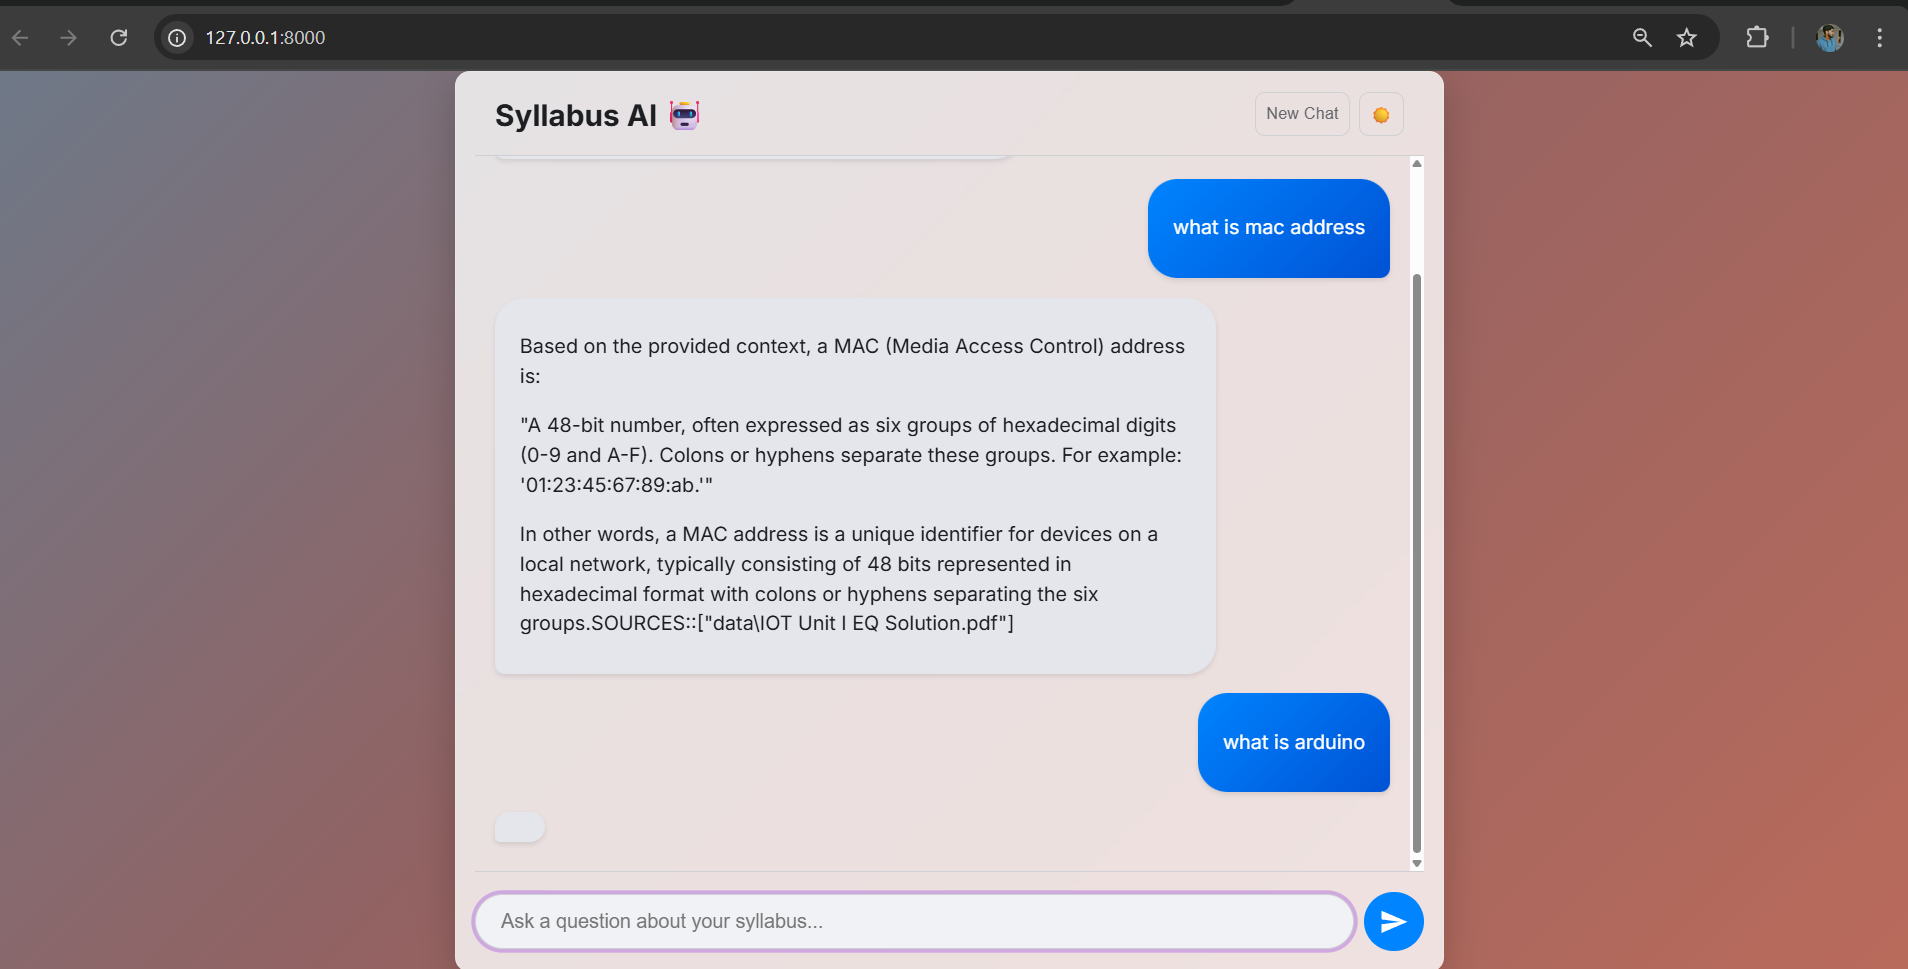 127.0.0.1:8000
Syllabus AI
New Chat
what is mac address
Based on the provided context, a MAC (Media Access Control) address
is:
"A 48-bit number, often expressed as six groups of hexadecimal digits
(0-9 and A-F). Colons or hyphens separate these groups. For example:
'01:23:45:67:89:ab.'"
In other words, a MAC address is a unique identifier for devices on a
local network, typically consisting of 48 bits represented in
hexadecimal format with colons or hyphens separating the six
groups.SOURCES::["data\IOT Unit I EQ Solution.pdf"]
what is arduino
Ask a question about your syllabus...